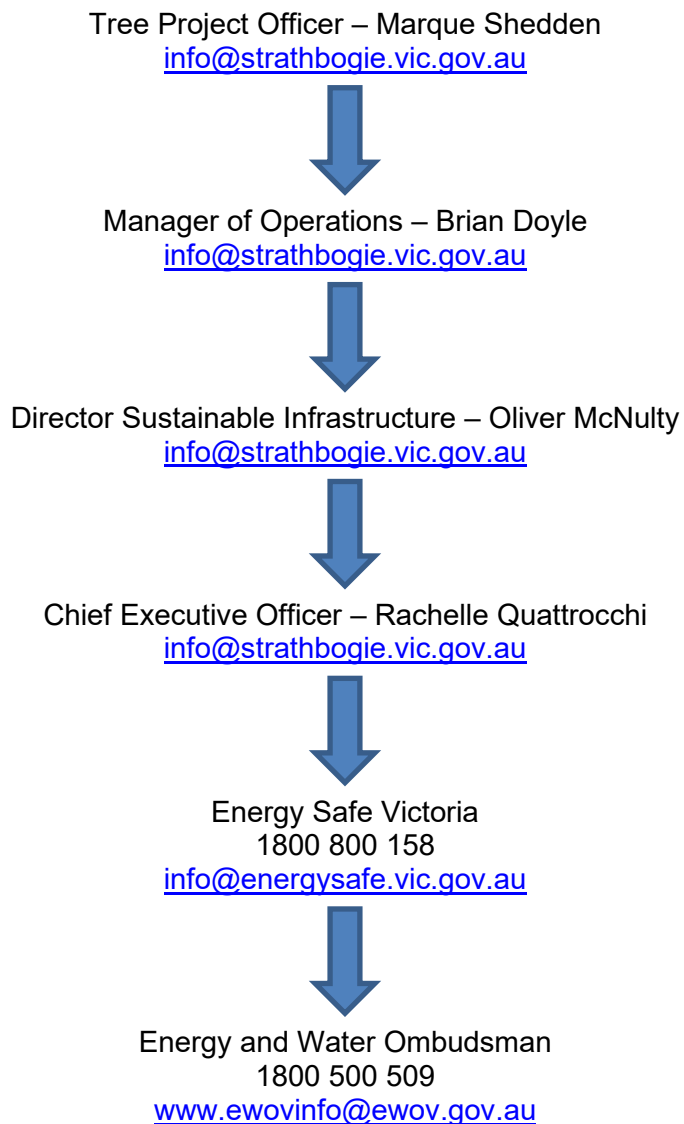 Tree Project Officer – Marque Shedden
info@strathbogie.vic.gov.au
Manager of Operations – Brian Doyle
info@strathbogie.vic.gov.au
Director Sustainable Infrastructure – Oliver McNulty
info@strathbogie.vic.gov.au
Chief Executive Officer – Rachelle Quattrocchi
info@strathbogie.vic.gov.au
Energy Safe Victoria
1800 800 158
info@energysafe.vic.gov.au
Energy and Water Ombudsman
1800 500 509
www.ewovinfo@ewov.gov.au